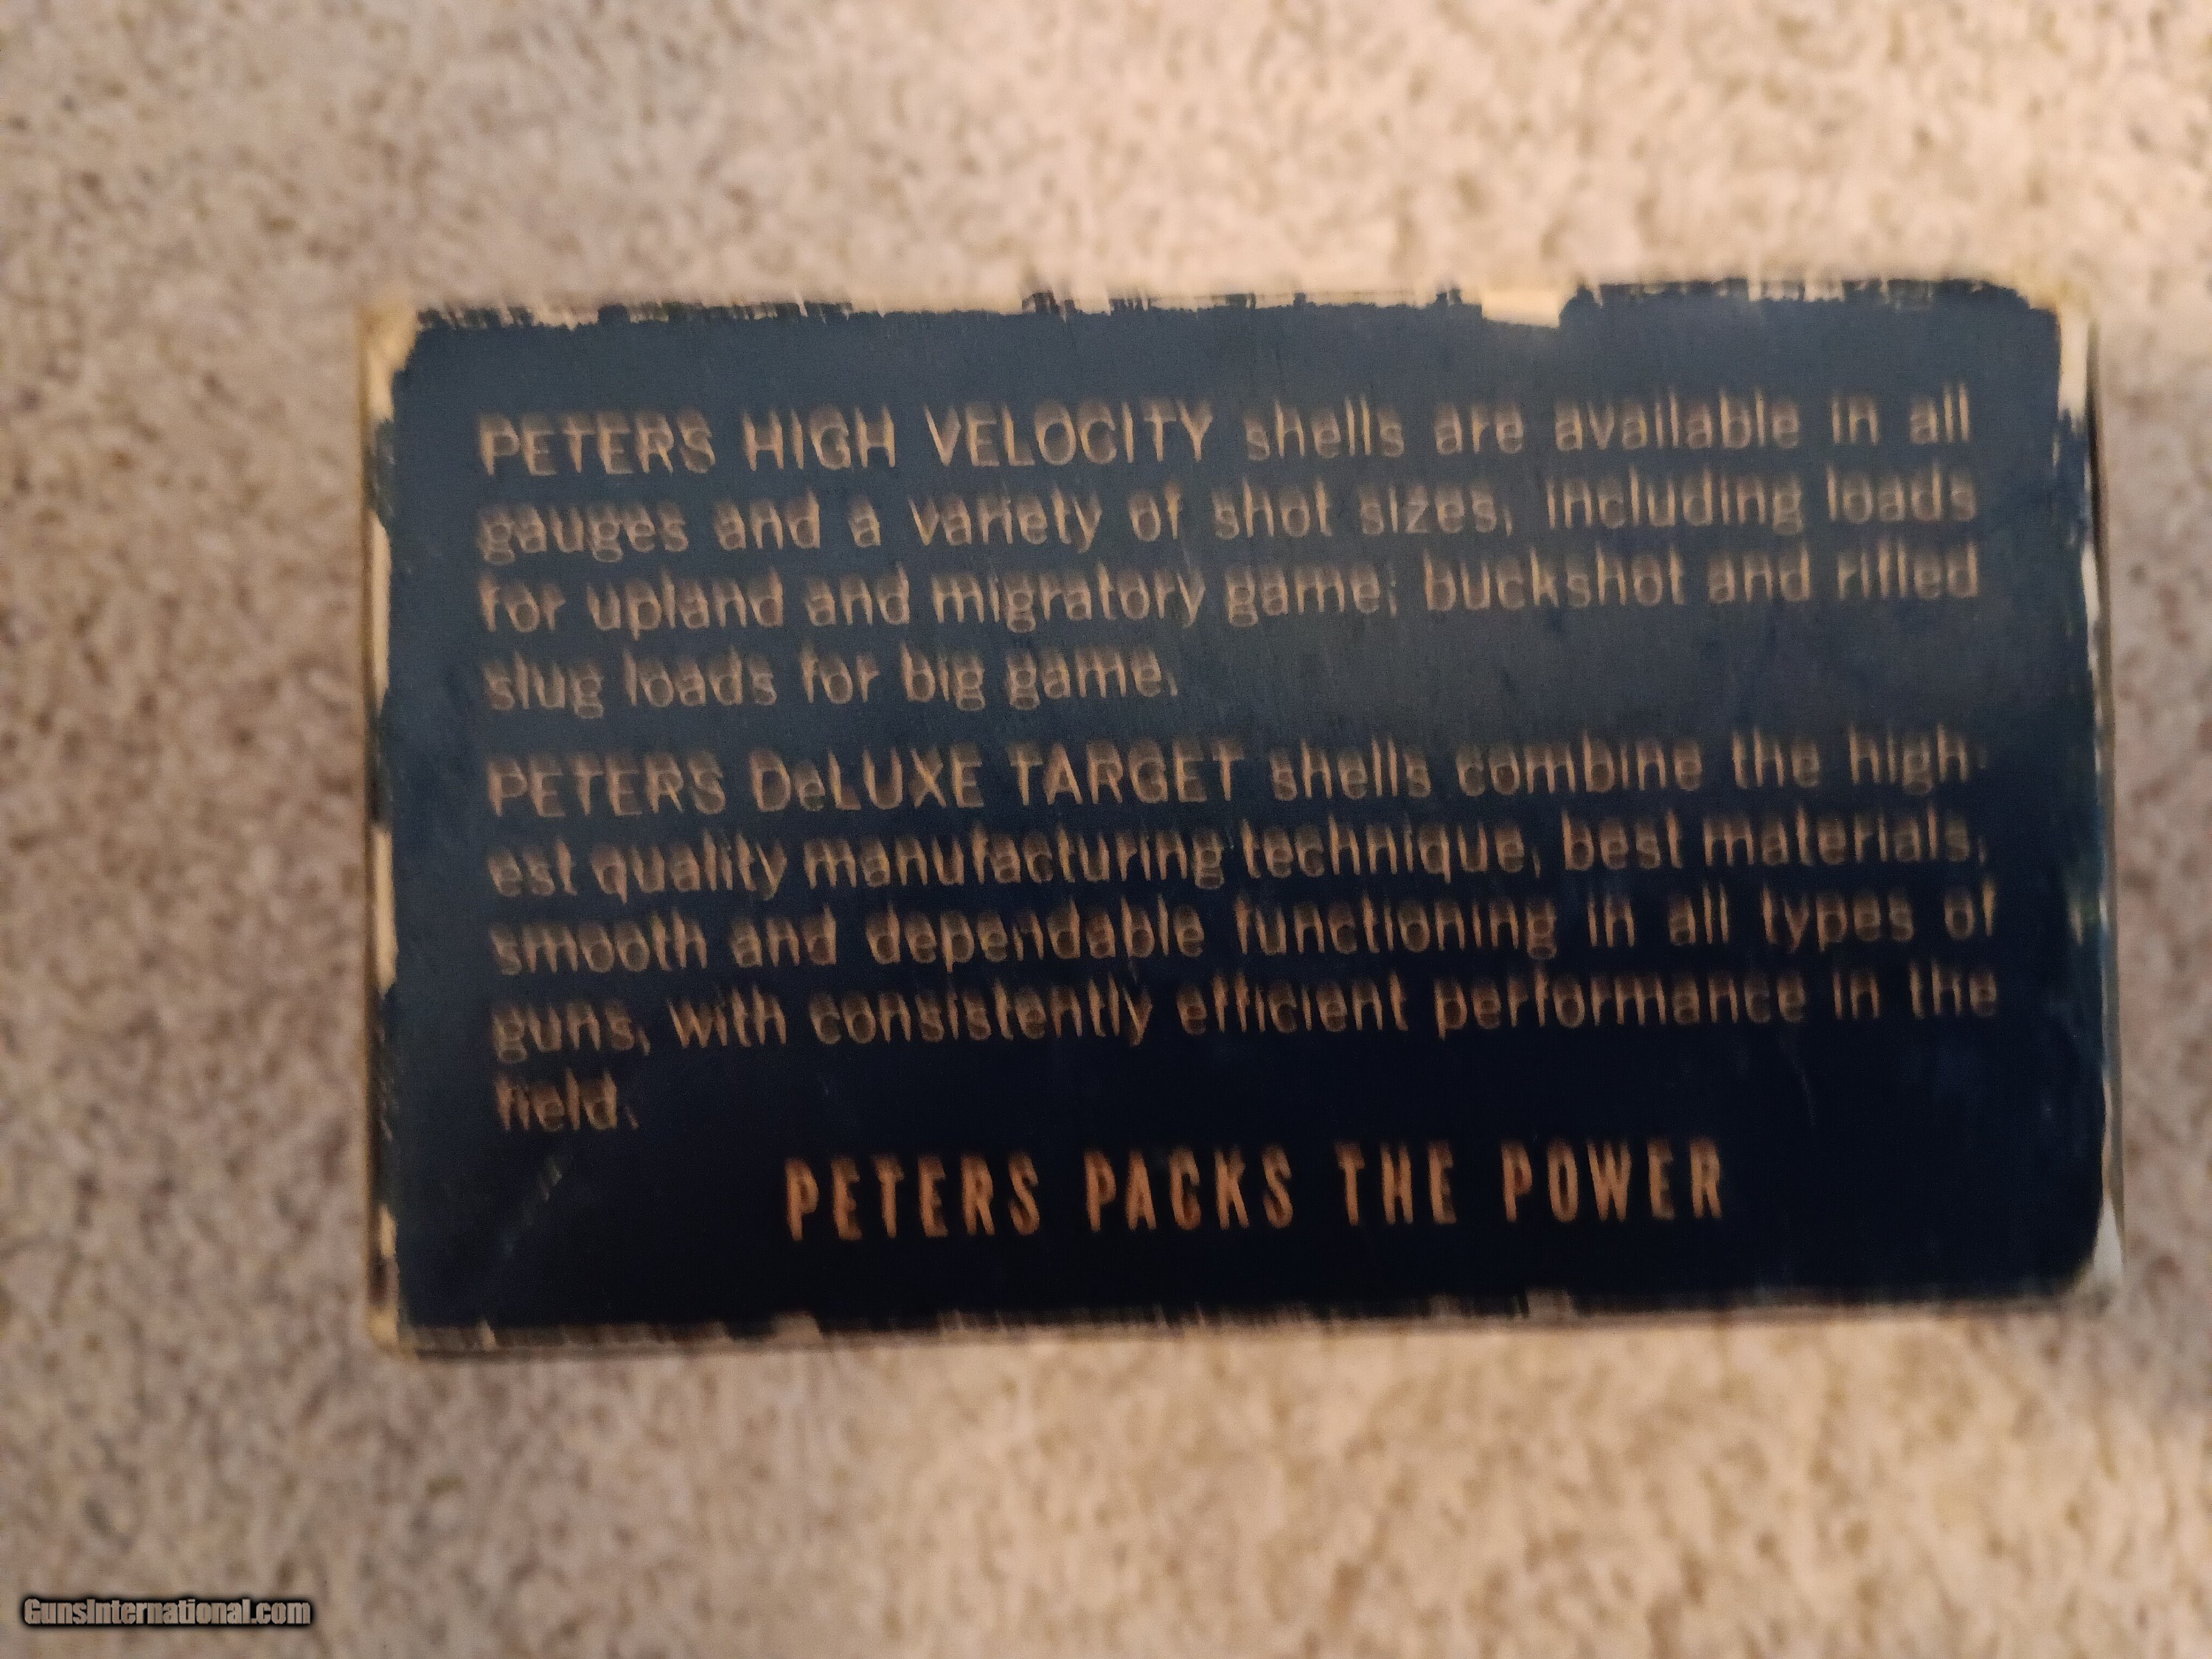 PETERS HIGH VELOCITY shells are available in all
gauges and a variety of shot sizes, including loads
for upland and migratory game; buckshot and rifled
slug loads for big game.
PETERS DeLUXE TARGET shells combine the high-
est quality manufacturing technique, best materials,
smooth and dependable functioning in all types of
guns, with consistently efficient performance in the
field.
PETERS PACKS THE POWER
GunsInternational.com